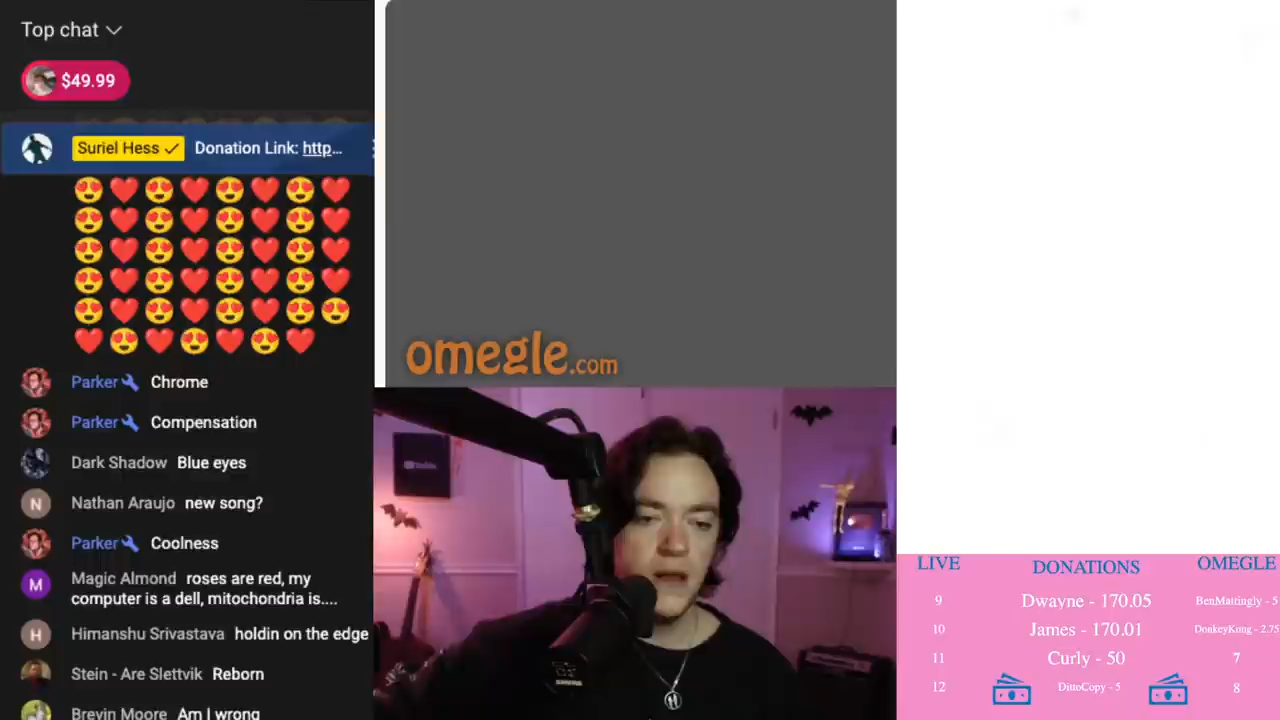 Top chat
$49.99
Suriel Hess Donation Link: http...
Parker Chrome
Parker Compensation
Dark Shadow Blue eyes
Nathan Araujo new song?
Parker Coolness
M
Magic Almond roses are red, my
computer is a dell, mitochondria is....
H
Himanshu Srivastava holdin on the edge
Stein - Are Slettvik Reborn
Brevin Moore Am I wrong
N
omegle.com
LIVE DONATIONS OMEGLE
9 Dwayne - 170.05 BenMattingly - 5
10 James - 170.01 DonkeyKong - 2.75
11 Curly - 50 7
12 DittoCopy - 5 8